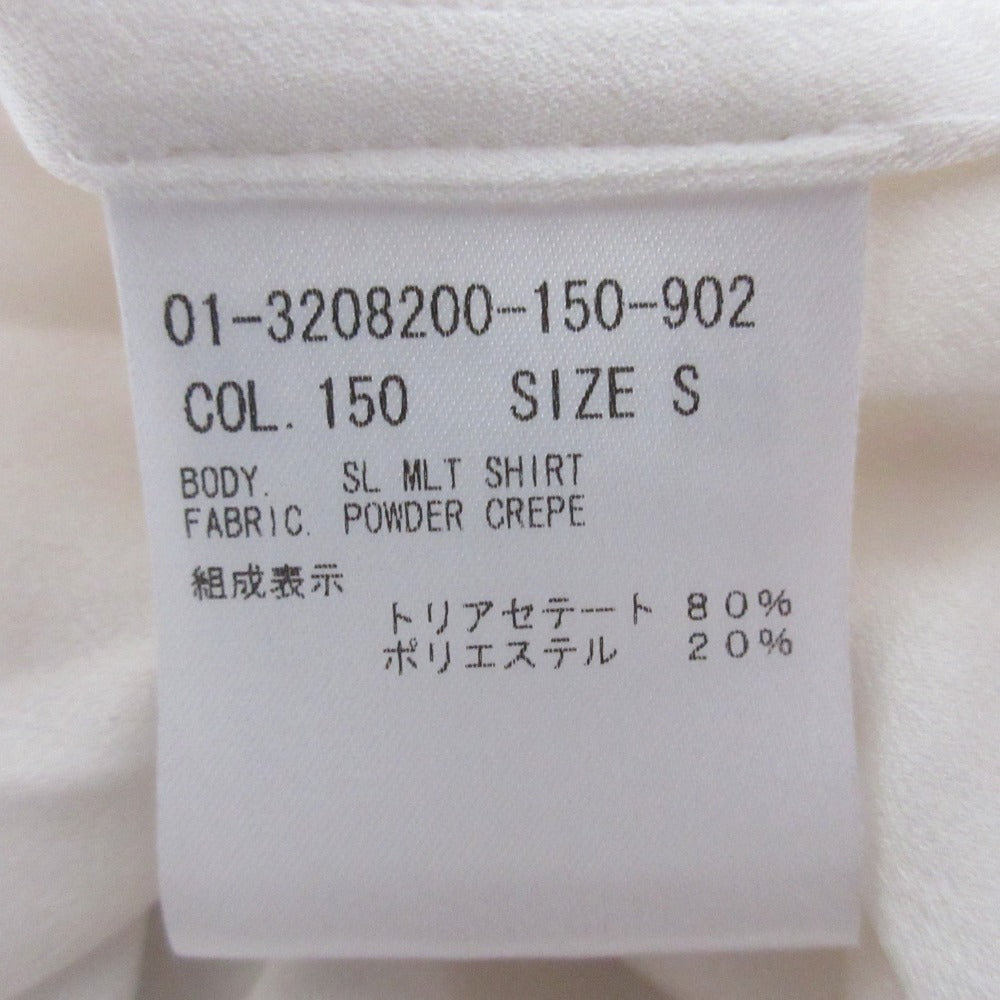 01-3208200-150-902
COL. 150 SIZE S
BODY. SL MLT SHIRT
FABRIC. POWDER CREPE
組成表示
トリアセテート 80%
ポリエステル 20%